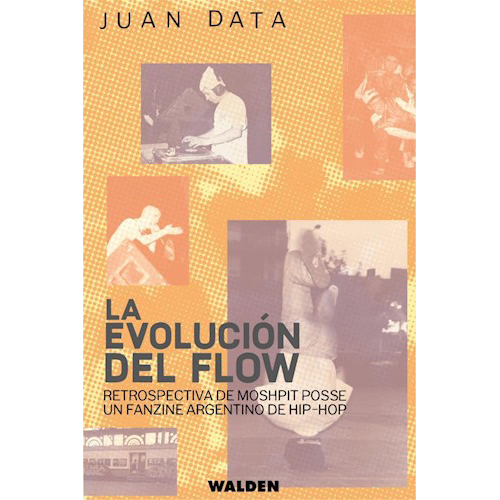 JUAN DATA
LA
EVOLUCIÓN
DEL FLOW
RETROSPECTIVA DE MOSHPIT POSSE
UN FANZINE ARGENTINO DE HIP-HOP
WALDEN